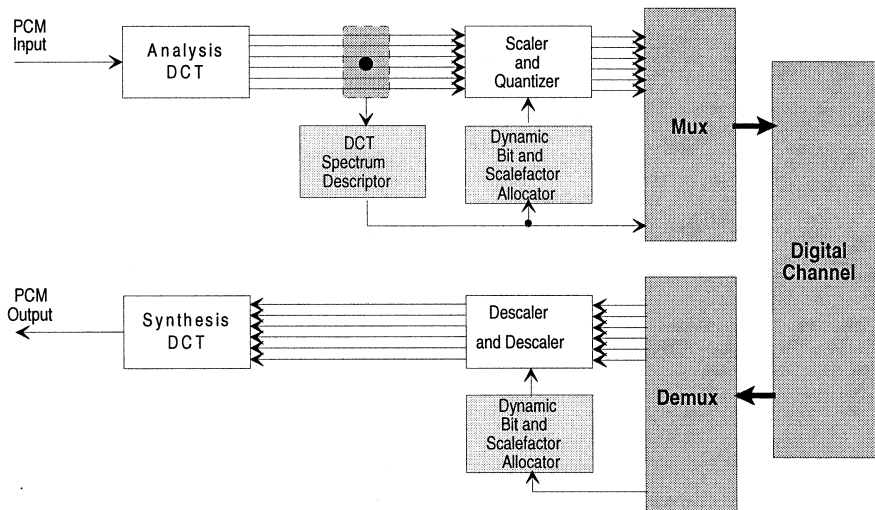 PCM
Input
Analysis
DCT
Scaler
and
Quantizer
Mux
DCT
Spectrum
Descriptor
Dynamic
Bit and
Scalefactor
Allocator
Digital
Channel
PCM
Output
Synthesis
DCT
Descaler
and Descaler
Demux
Dynamic
Bit and
Scalefactor
Allocator